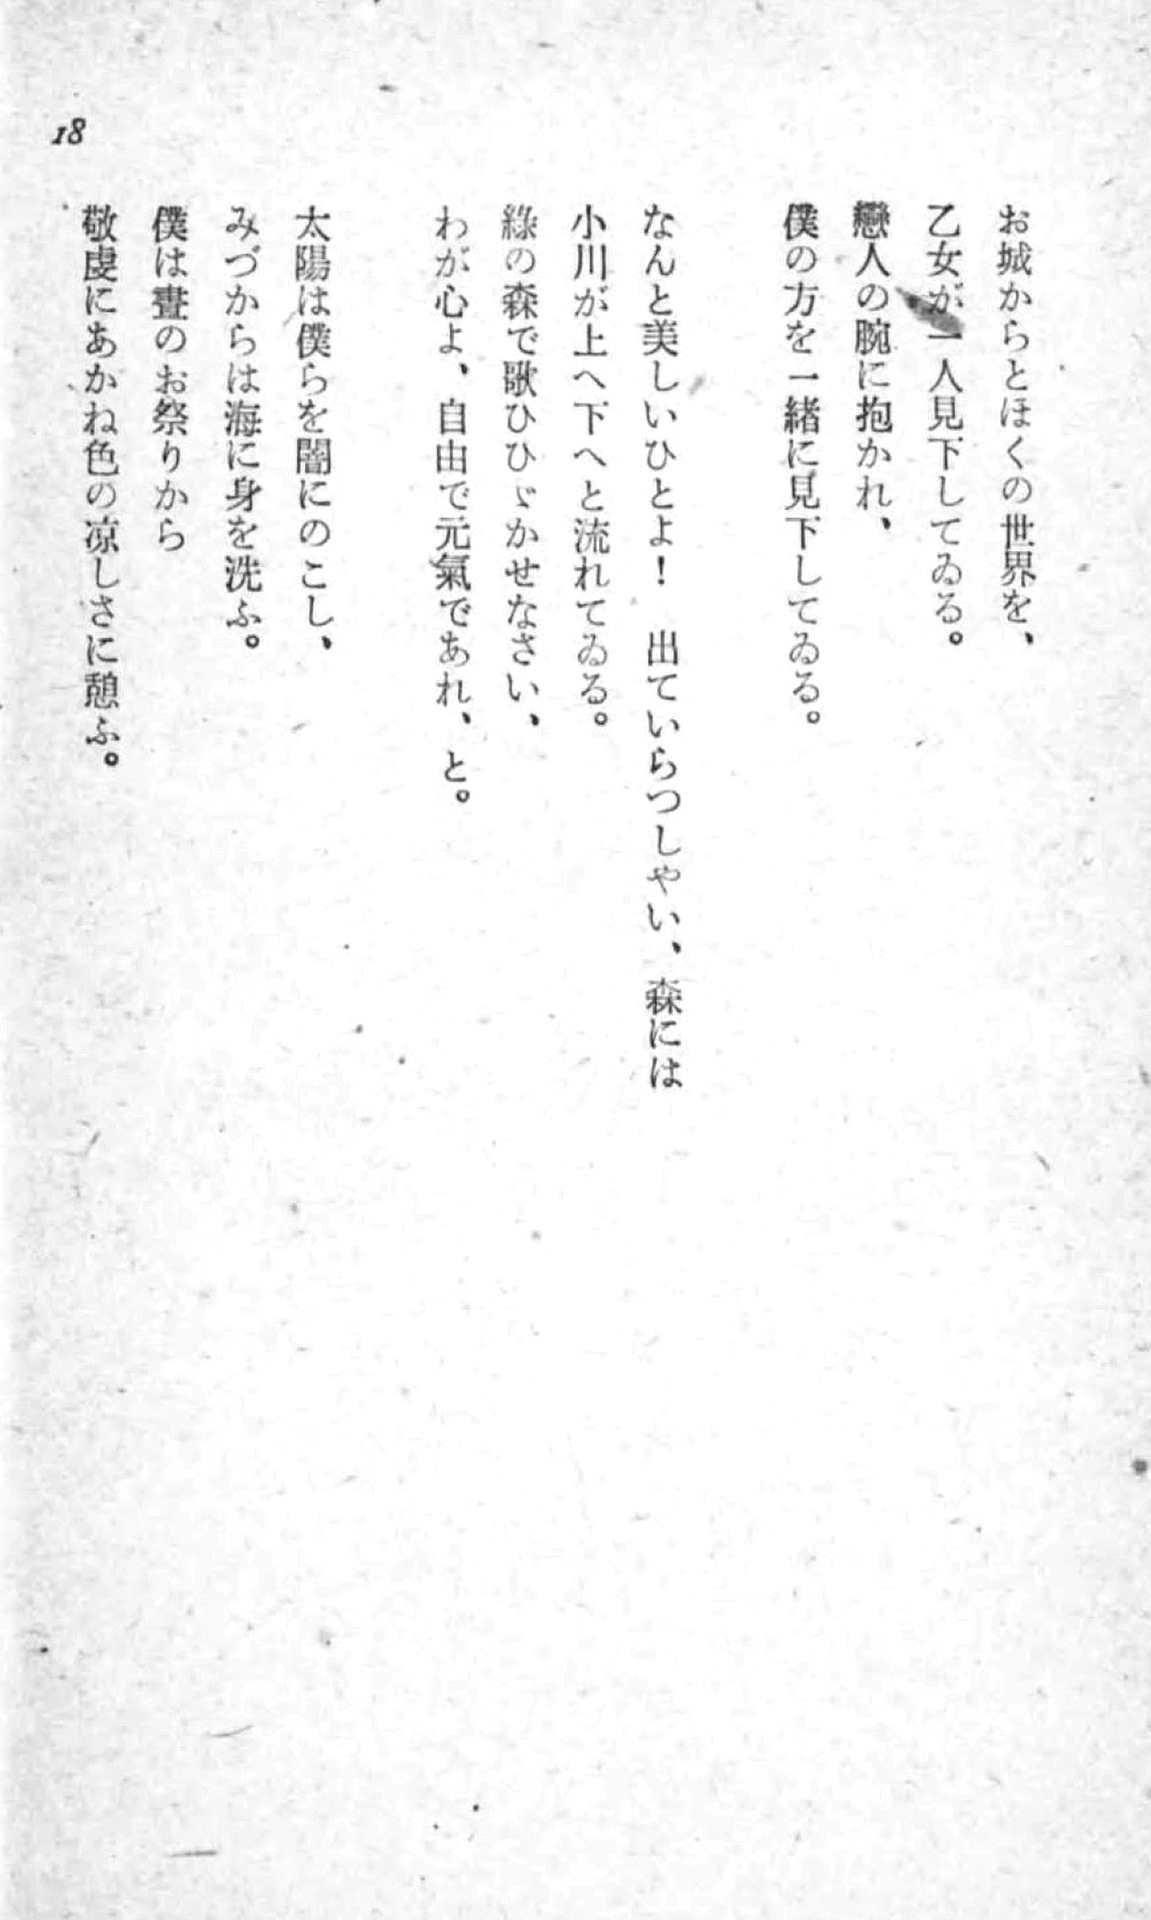 18
お城からとほくの世界を、
乙女が一人見下してゐる。
戀人の腕に抱かれ、
僕の方を一緒に見下してゐる。
なんと美しいひとよ！　出ていらつしやい、森には
小川が上へ下へと流れてゐる。
綠の森で歌ひひゞかせなさい、
わが心よ、自由で元氣であれ、と。
太陽は僕らを闇にのこし、
みづからは海に身を洗ふ。
僕は晝のお祭りから
敬虔にあかね色の凉しさに憩ふ。